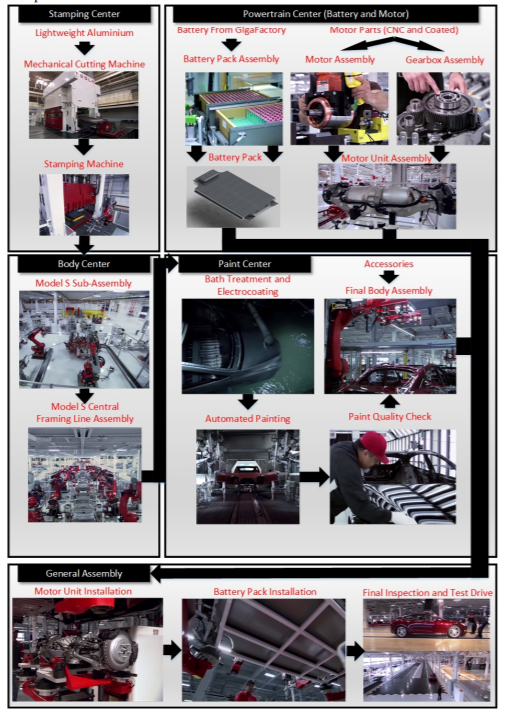 Stamping Center
Lightweight Aluminium
Mechanical Cutting Machine
Stamping Machine
Powertrain Center (Battery and Motor)
Battery From GIgaFactory
Motor Parts (CNC and Coated)
Battery Pack Assembly
Motor Assembly
Gearbox Assembly
Battery Pack
Motor Unit Assembly
Body Center
Model S Sub-Assembly
Model S Central
Framing Line Assembly
Paint Center
Bath Treatment and
Electrocoating
Accessories
Final Body Assembly
Automated Painting
Paint Quality Check
General Assembly
Motor Unit Installation
Battery Pack Installation
Final Inspection and Test Drive